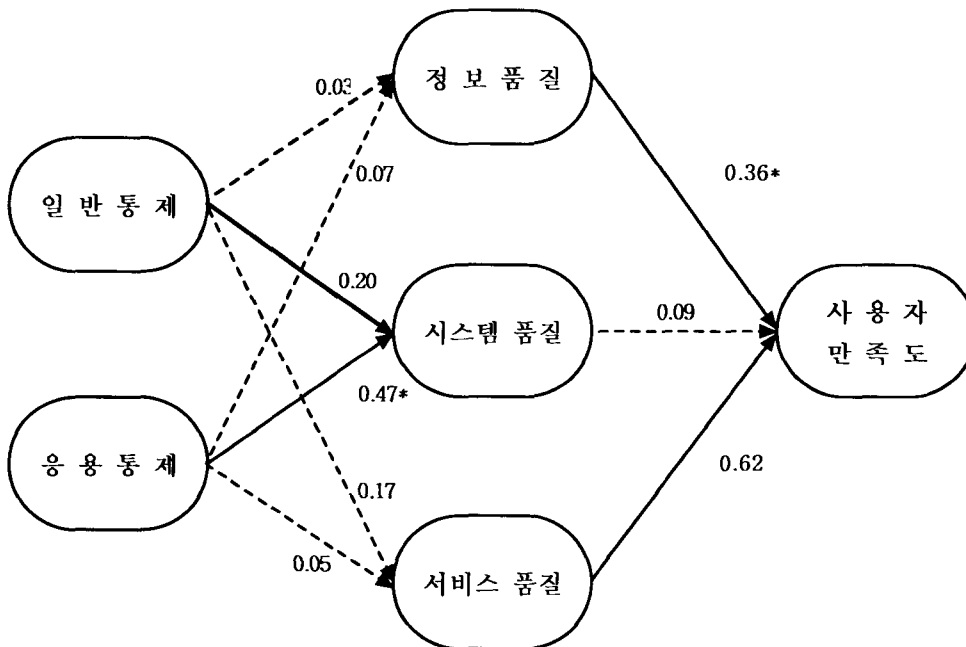 정 보 품 질
0.03
0.07
0.36*
일 반 통 제
0.20
시스템 품질
0.09
사 용 자
만 족 도
0.47*
응 용 통 제
0.17
0.62
0.05
서비스 품질